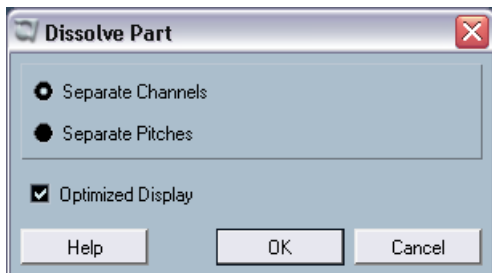 Dissolve Part
Separate Channels
Separate Pitches
Optimized Display
Help OK Cancel